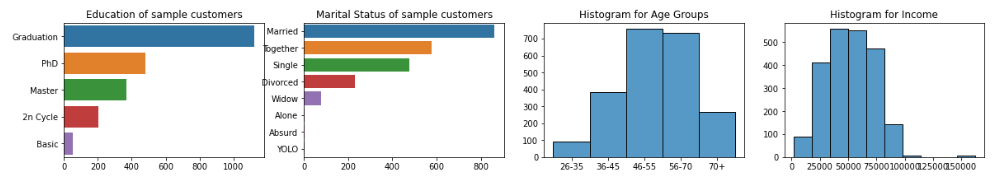 Education of sample customers
Graduation
PhD
Master
2n Cycle
Basic
0 200 400 600 800 1000
Marital Status of sample customers
Married
Together
Single
Divorced
Widow
Alone
Absurd
YOLO
0 200 400 600 800
Histogram for Age Groups
700
600
500
400
300
200
100
0
26-35 36-45 46-55 56-70 70+
Histogram for Income
500
400
300
200
100
0
0 25000 50000 75000 100000 125000 150000